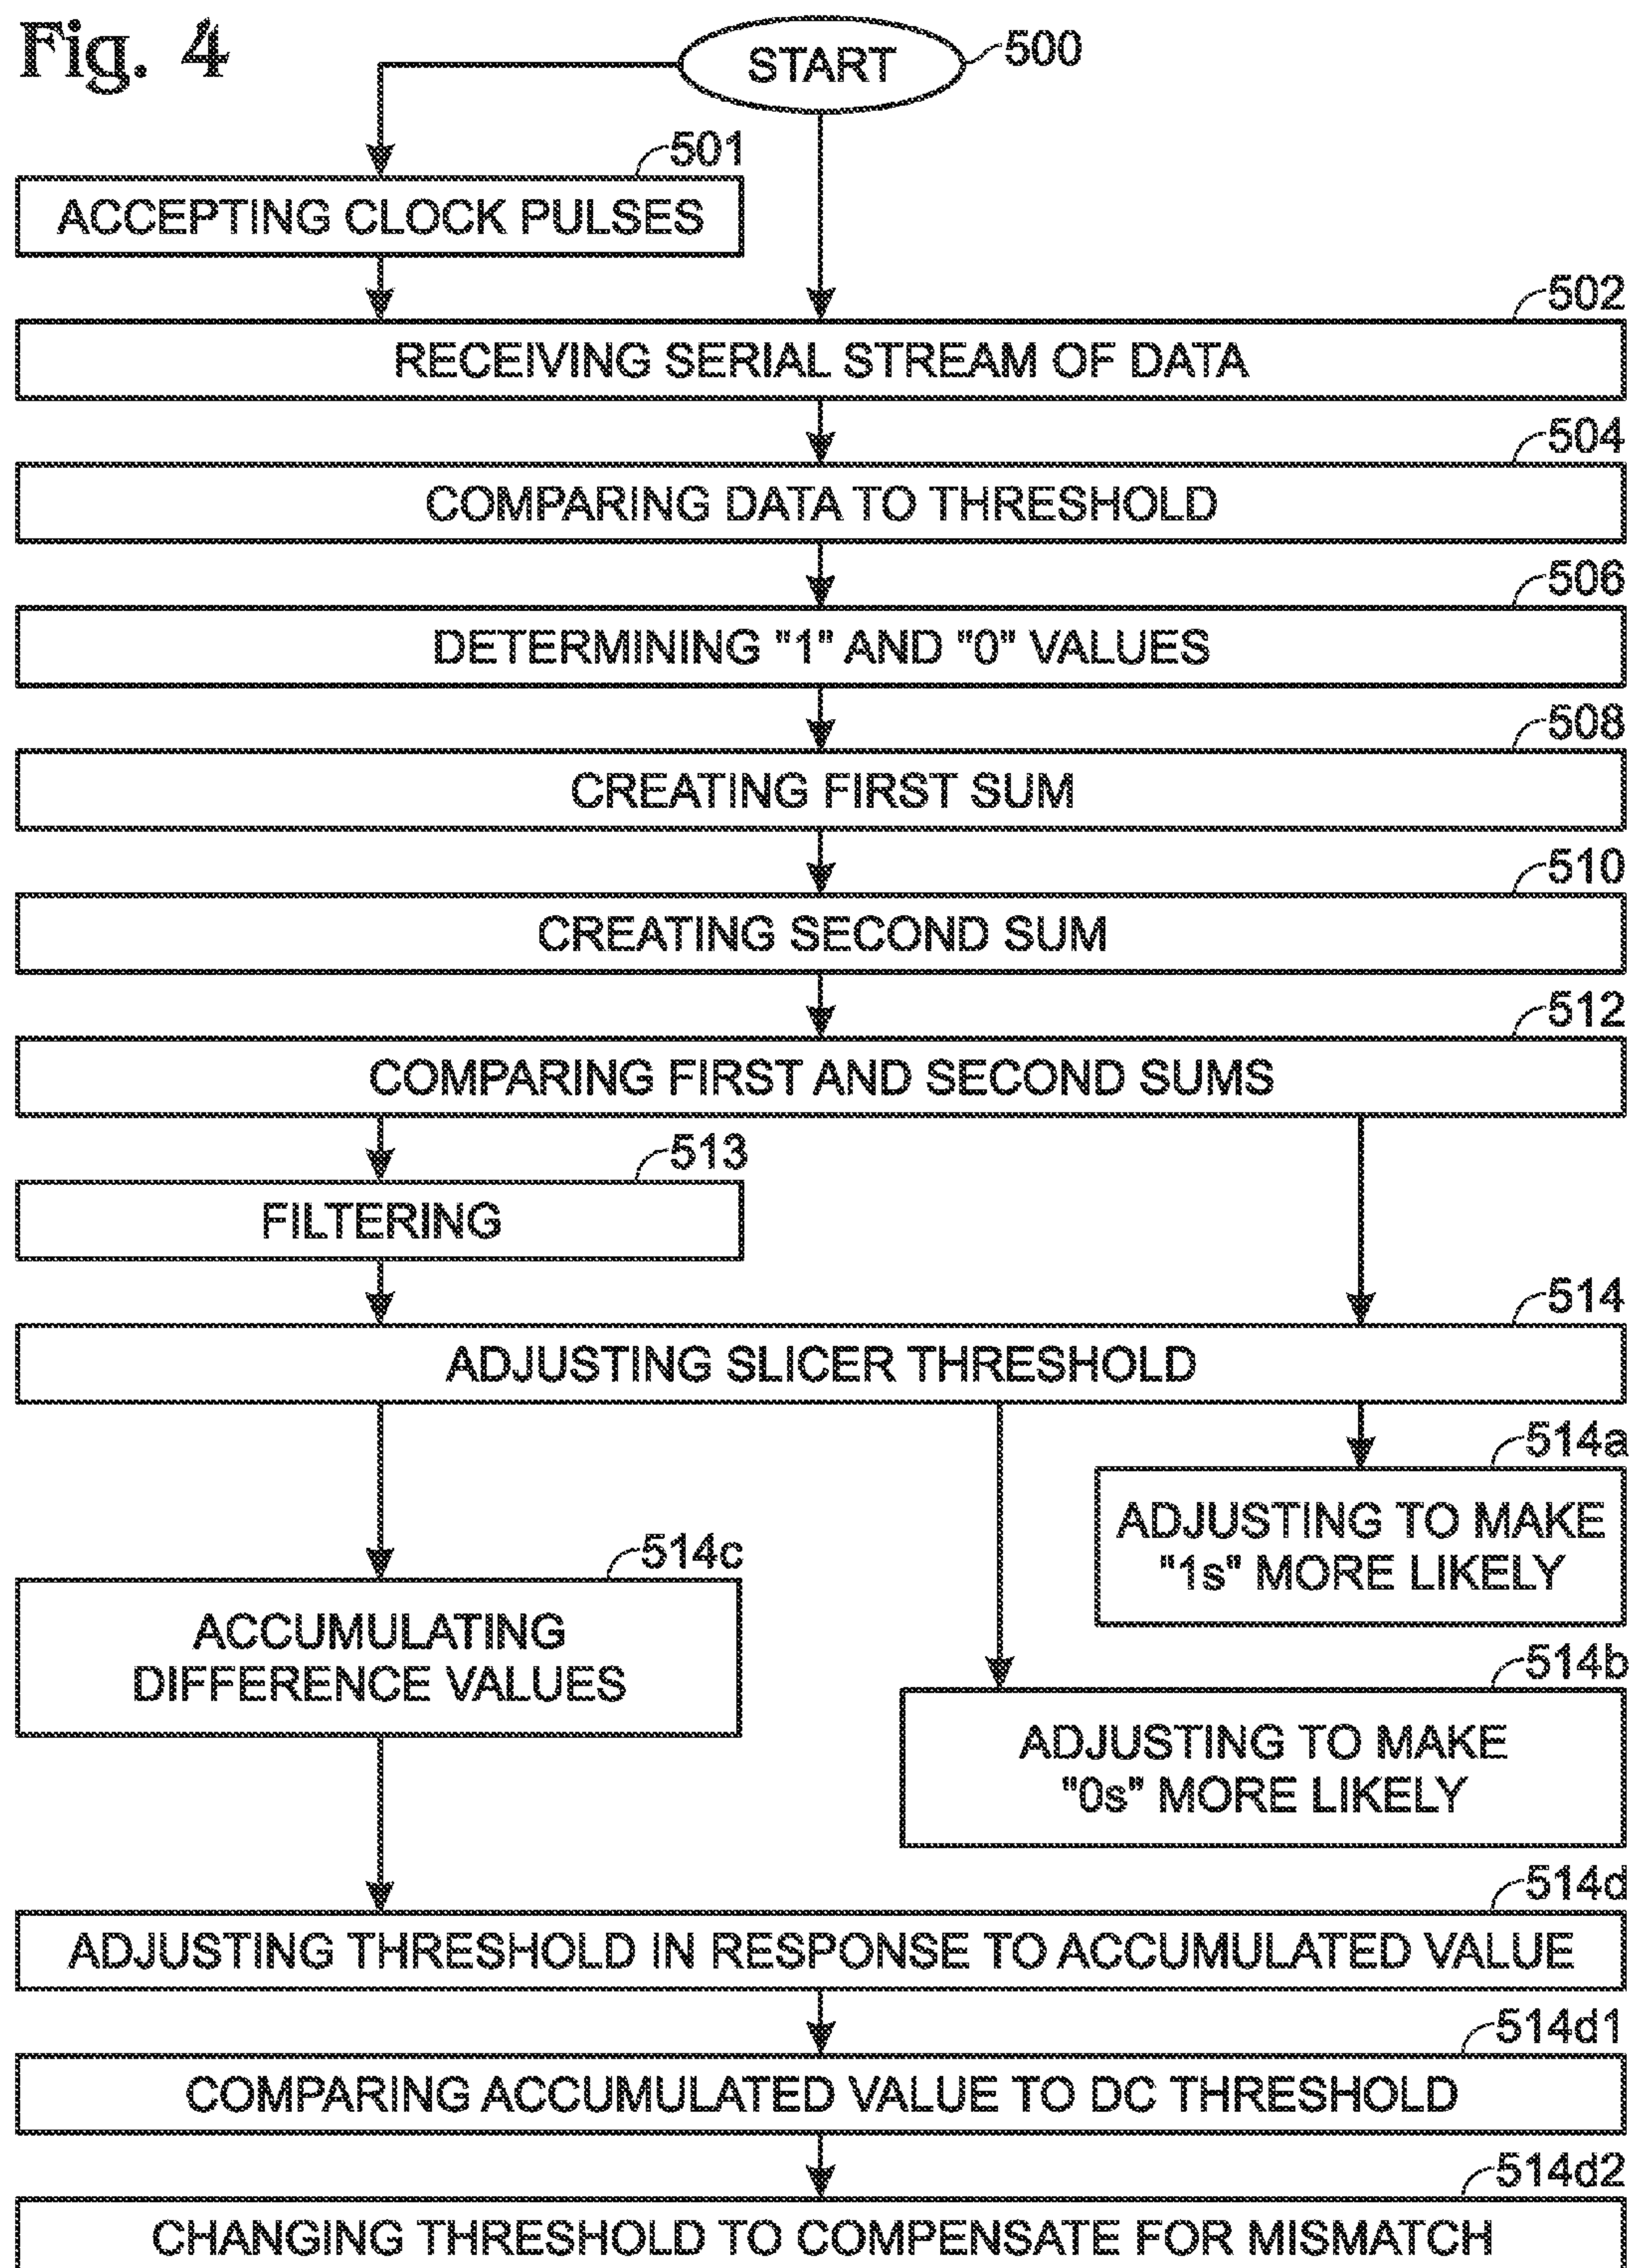 Fig. 4
START
500
501
ACCEPTING CLOCK PULSES
502
RECEIVING SERIAL STREAM OF DATA
504
COMPARING DATA TO THRESHOLD
506
DETERMINING "1" AND "0" VALUES
508
CREATING FIRST SUM
510
CREATING SECOND SUM
512
COMPARING FIRST AND SECOND SUMS
513
FILTERING
514
ADJUSTING SLICER THRESHOLD
514a
ADJUSTING TO MAKE
"1s" MORE LIKELY
514c
ACCUMULATING
DIFFERENCE VALUES
514b
ADJUSTING TO MAKE
"0s" MORE LIKELY
514d
ADJUSTING THRESHOLD IN RESPONSE TO ACCUMULATED VALUE
514d1
COMPARING ACCUMULATED VALUE TO DC THRESHOLD
514d2
CHANGING THRESHOLD TO COMPENSATE FOR MISMATCH